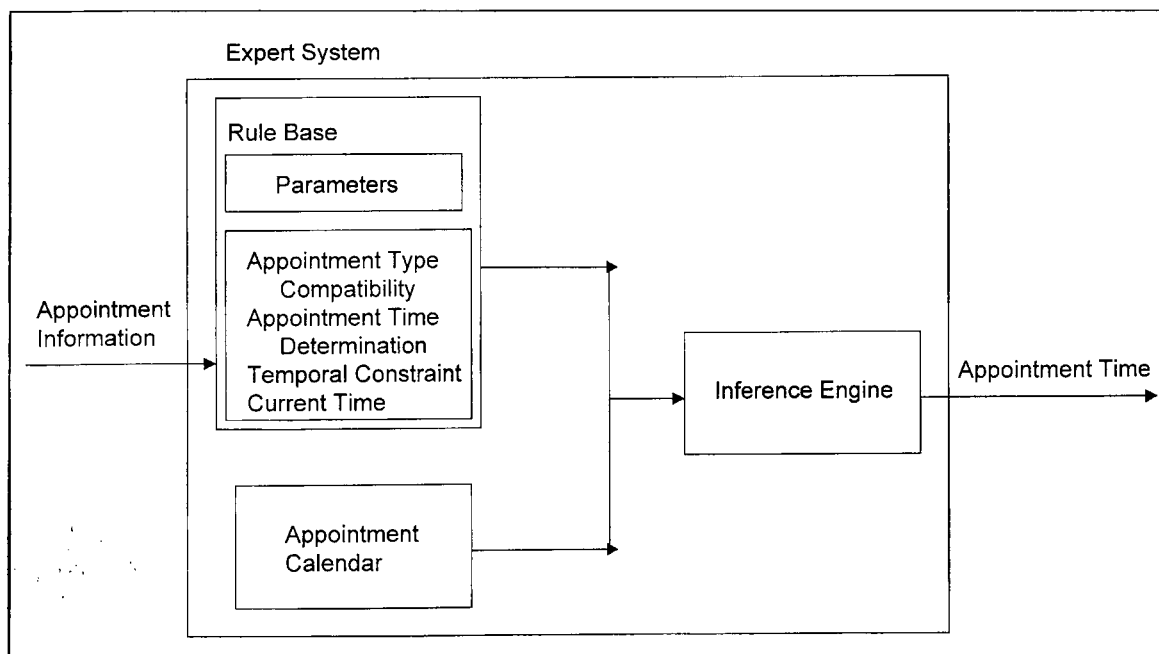 Expert System
Rule Base
Parameters
Appointment Type
Compatibility
Appointment Time
Determination
Temporal Constraint
Current Time
Appointment
Information
Appointment
Calendar
Inference Engine
Appointment Time